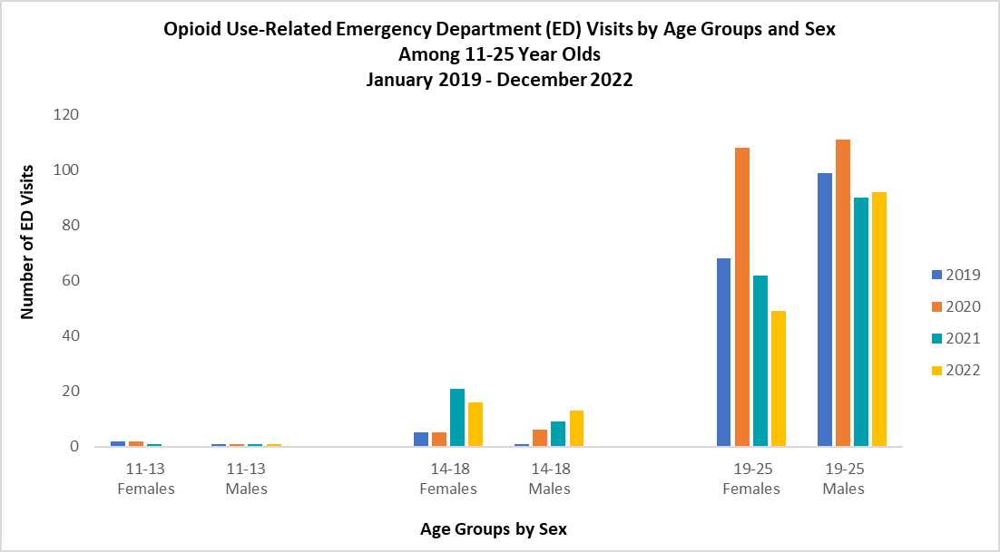 Opioid Use-Related Emergency Department (ED) Visits by Age Groups and Sex
Among 11-25 Year Olds
January 2019 - December 2022
Number of ED Visits
120
100
80
60
40
20
0
11-13
Females
11-13
Males
14-18
Females
14-18
Males
19-25
Females
19-25
Males
Age Groups by Sex
2019
2020
2021
2022